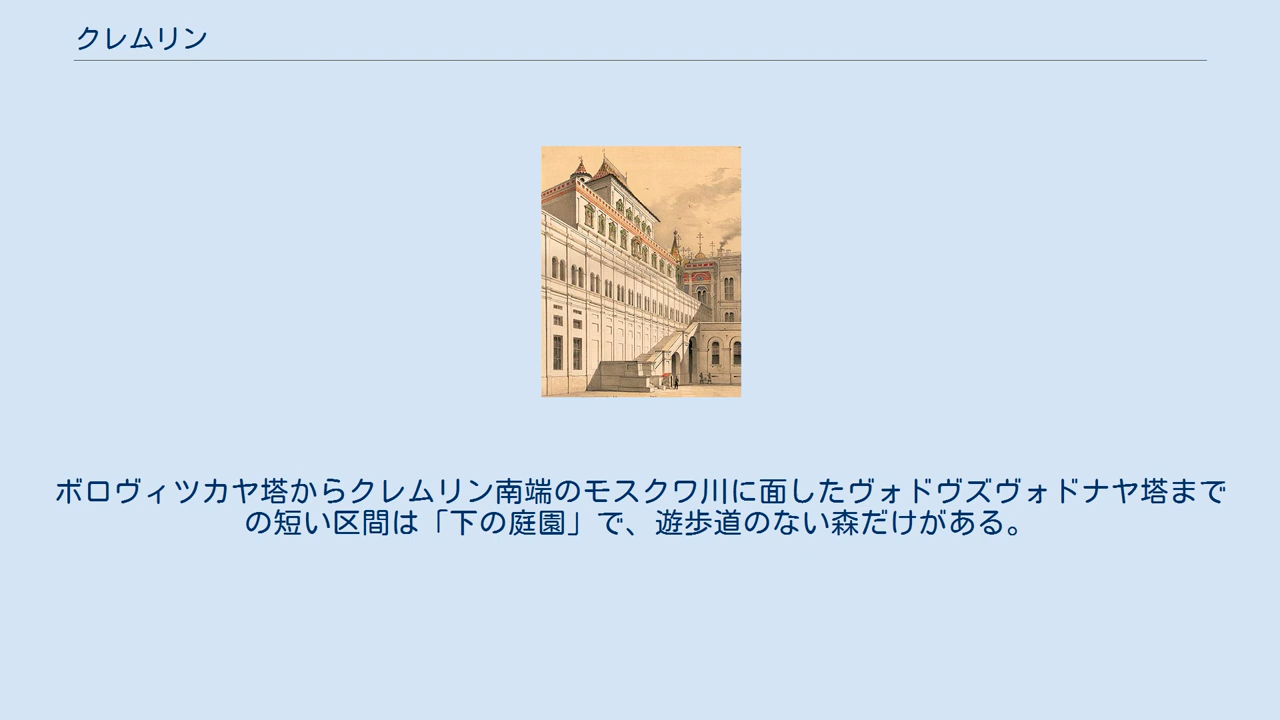 クレムリン
ボロヴィツカヤ塔からクレムリン南端のモスクワ川に面したヴォドヴズヴォドナヤ塔まで
の短い区間は「下の庭園」で、遊歩道のない森だけがある。